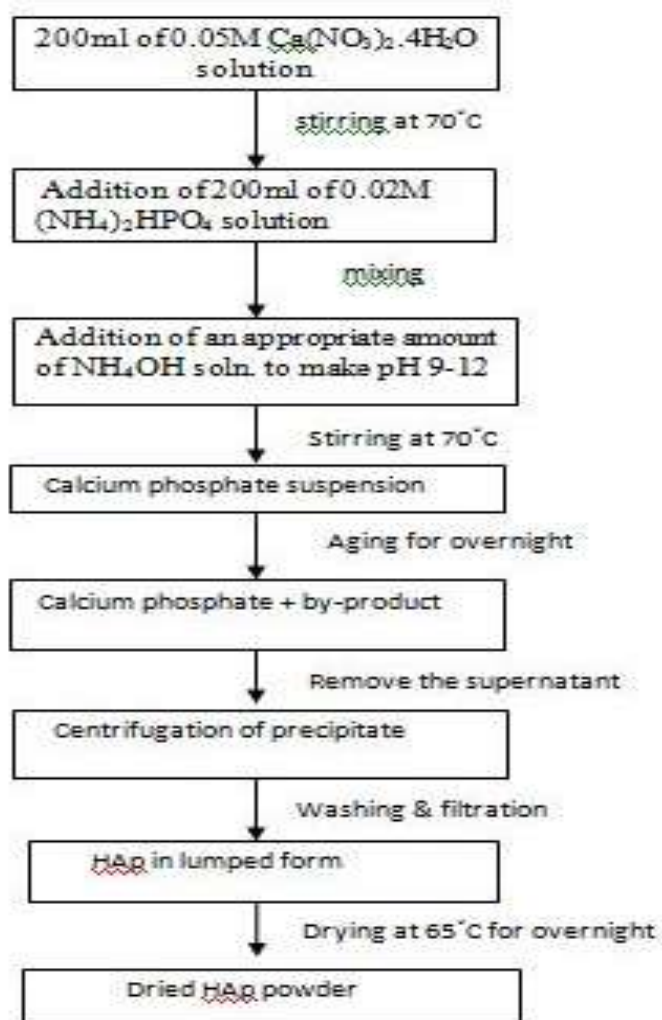 200ml of 0.05M Ca(NO₃)₂.4H₂O
solution
stirring at 70°C
Addition of 200ml of 0.02M
(NH₄)₂HPO₄ solution
mixing
Addition of an appropriate amount
of NH₄OH soln. to make pH 9-12
Stirring at 70°C
Calcium phosphate suspension
Aging for overnight
Calcium phosphate + by-product
Remove the supernatant
Centrifugation of precipitate
Washing & filtration
HAp in lumped form
Drying at 65°C for overnight
Dried HAp powder